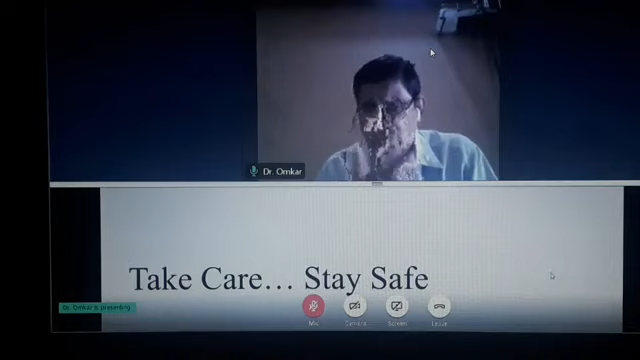 Dr. Omkar
Take Care... Stay Safe
Dr. Omkar is presenting
Mic
Camera
Screen
Leave